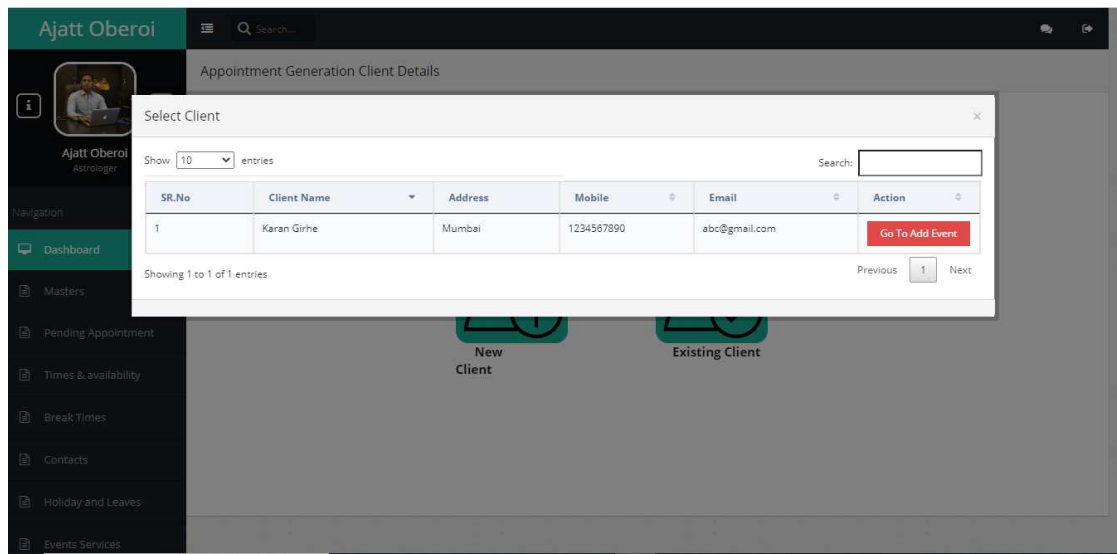 Ajatt Oberoi
Search...
Appointment Generation Client Details
Ajatt Oberoi
Astrologer
Navigation
Dashboard
Masters
Pending Appointment
Times & availability
Break Times
Contacts
Holiday and Leaves
Events Services
Select Client
×
Show 10 entries
Search:
SR.No Client Name Address Mobile Email Action
1 Karan Girhe Mumbai 1234567890 abc@gmail.com Go To Add Event
Showing 1 to 1 of 1 entries
Previous 1 Next
New
Client
Existing Client